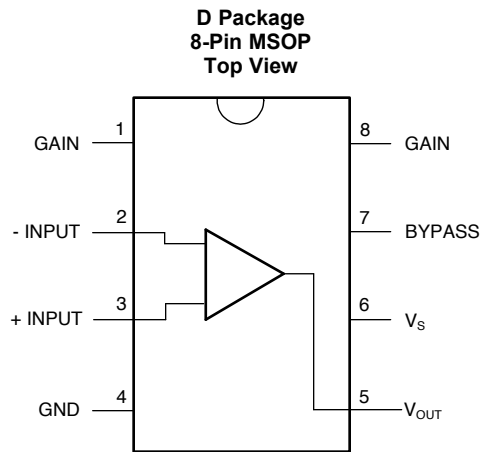 D Package
8-Pin MSOP
Top View
GAIN 1 8 GAIN
- INPUT 2 7 BYPASS
+ INPUT 3 6 VS
GND 4 5 VOUT